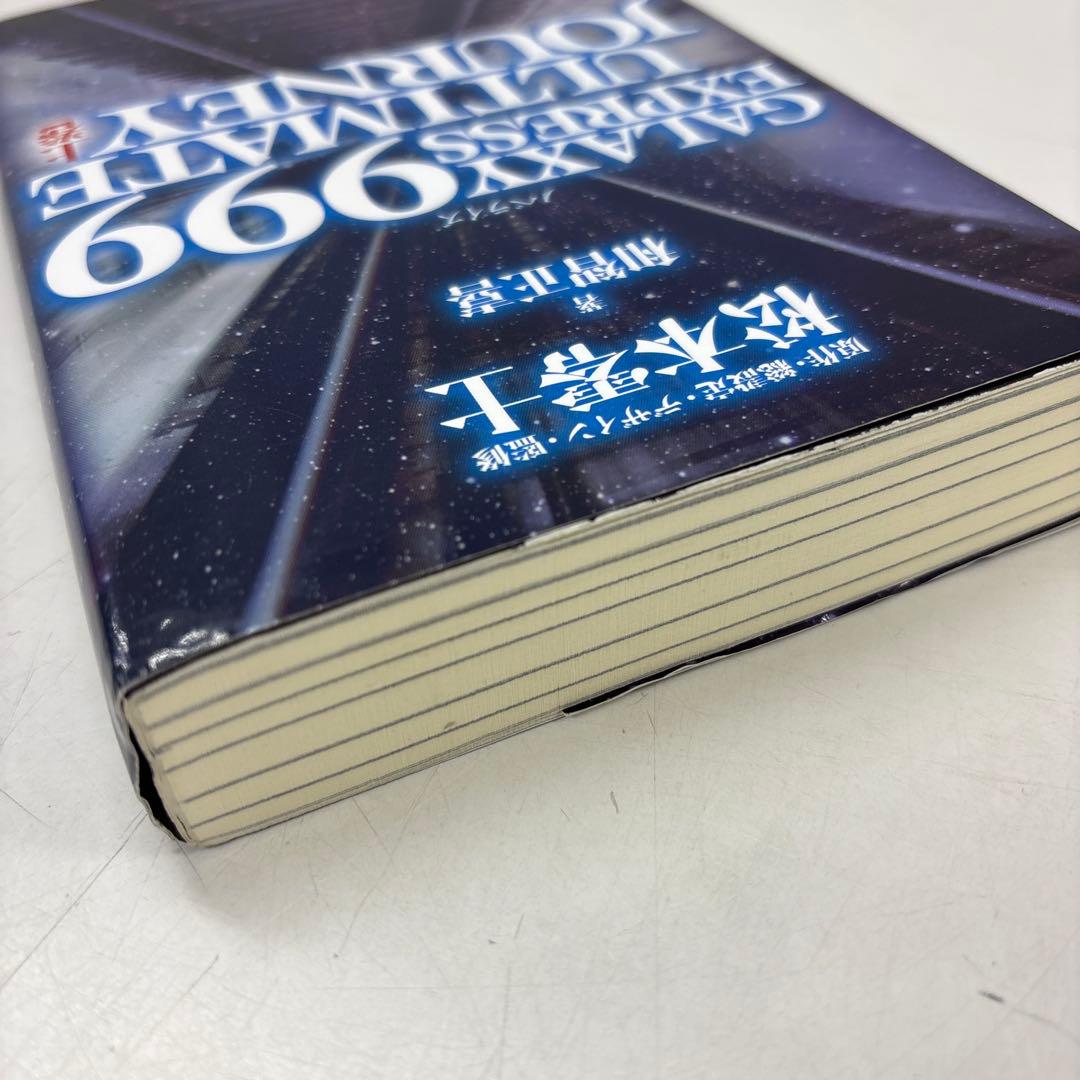 GALAXY
EXPRESS
999
ULTIMATE
JOURNEY
上巻
ノベライズ
著
和智正喜
原作・総設定・デザイン・監修
松本零士